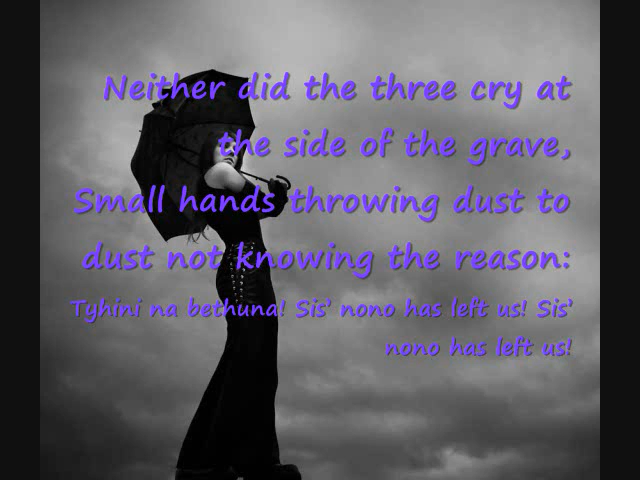 Neither did the three cry at
the side of the grave,
Small hands throwing dust to
dust not knowing the reason:
Tyhini na bethuna! Sis' nono has left us! Sis'
nono has left us!